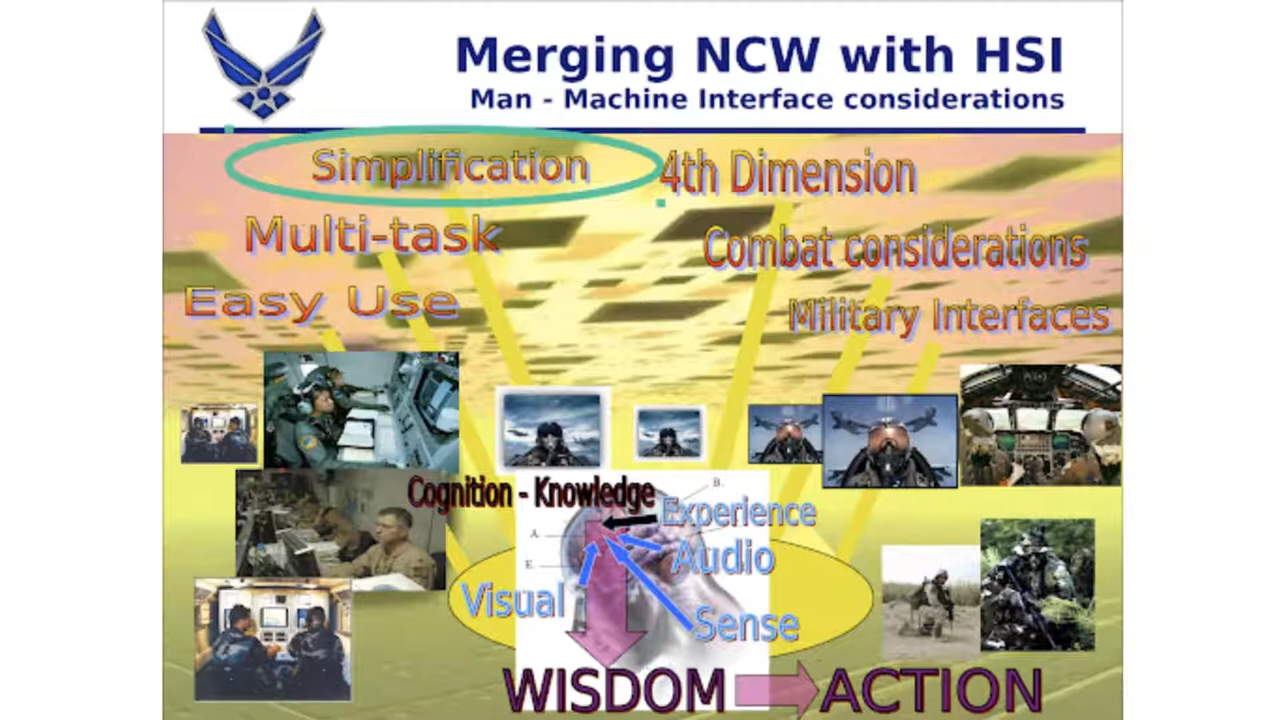 Merging NCW with HSI
Man - Machine Interface considerations
Simplification
4th Dimension
Multi-task
Combat considerations
Easy Use
Military Interfaces
Cognition - Knowledge
B.
Experience
A.
Audio
E.
Visual
Sense
WISDOM
ACTION